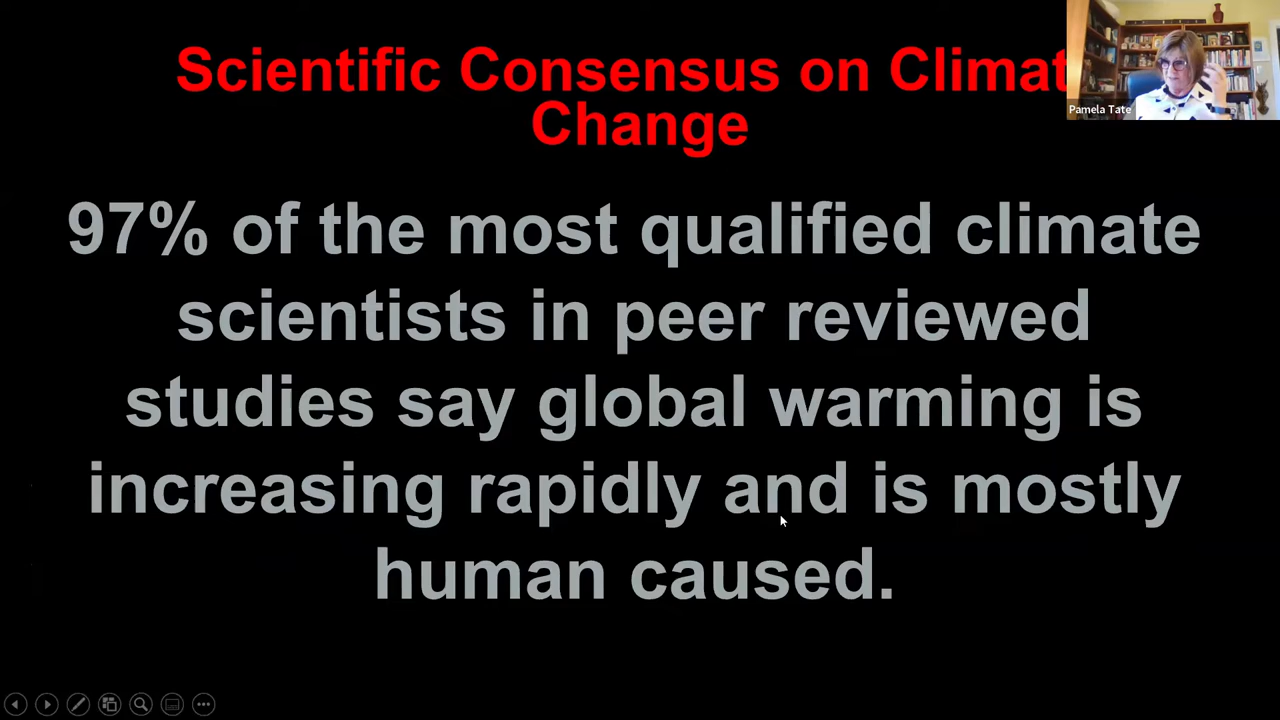 Scientific Consensus on Climat
Change
Pamela Tate
97% of the most qualified climate
scientists in peer reviewed
studies say global warming is
increasing rapidly and is mostly
human caused.